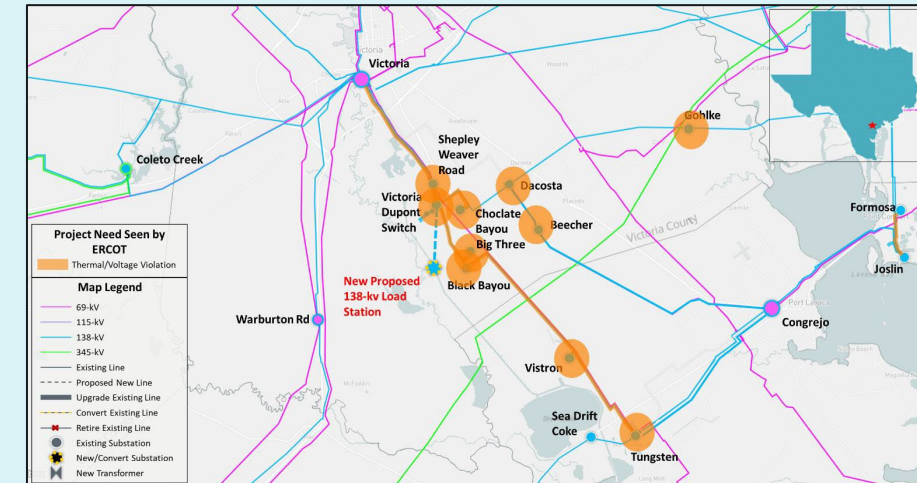 Victoria
Victoria
Shepley
Weaver
Road
Gohlke
Coleto Creek
Dacosta
Victoria
Dupont
Switch
Choclate
Bayou
Beecher
Formosa
Big Three
Victoria County
Joslin
New Proposed
138-kv Load
Station
Black Bayou
Port Lavaca
Congrejo
Warburton Rd
Vistron
Sea Drift
Coke
Tungsten
Project Need Seen by
ERCOT
Thermal/Voltage Violation
Map Legend
69-kV
115-kV
138-kV
345-kV
Existing Line
Proposed New Line
Upgrade Existing Line
Convert Existing Line
Retire Existing Line
Existing Substation
New/Convert Substation
New Transformer